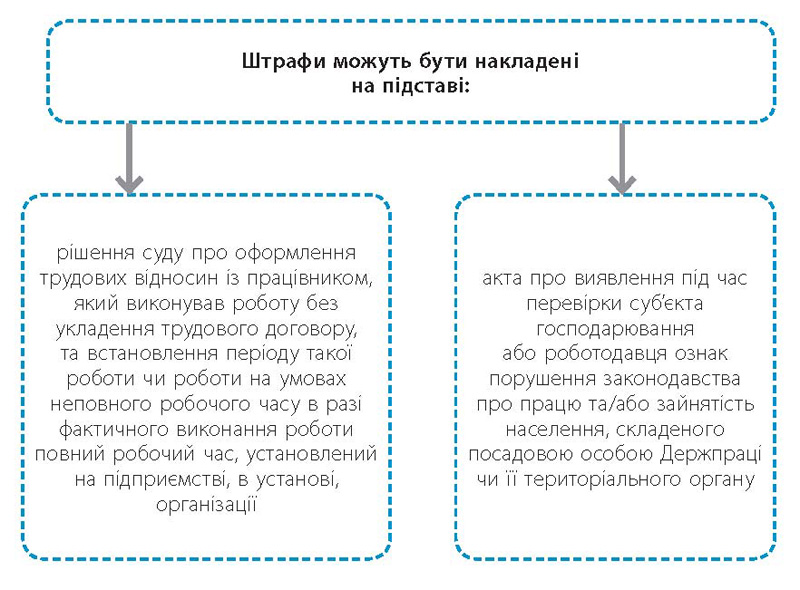 Штрафи можуть бути накладені
на підставі:
рішення суду про оформлення
трудових відносин із працівником,
який виконував роботу без
укладення трудового договору,
та встановлення періоду такої
роботи чи роботи на умовах
неповного робочого часу в разі
фактичного виконання роботи
повний робочий час, установлений
на підприємстві, в установі,
організації
акта про виявлення під час
перевірки суб’єкта
господарювання
або роботодавця ознак
порушення законодавства
про працю та/або зайнятість
населення, складеного
посадовою особою Держпраці
чи її територіального органу